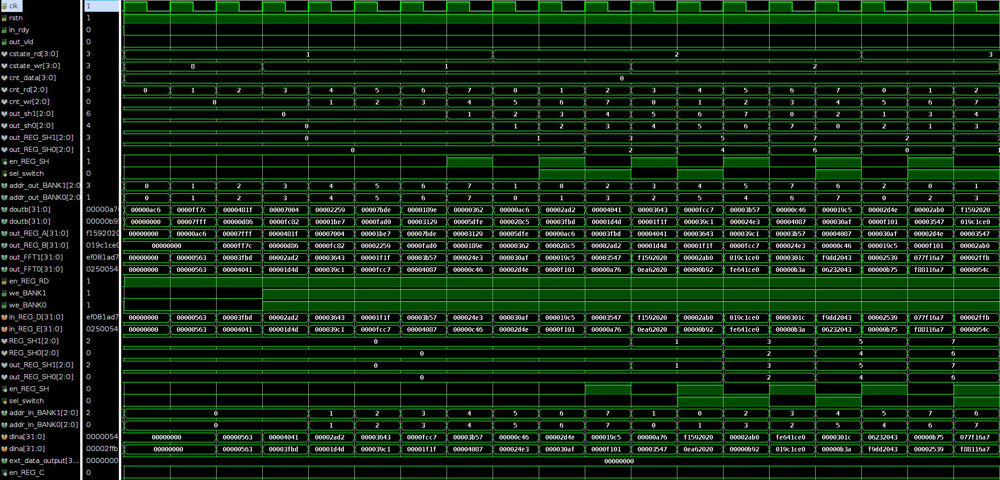 clk 1
rstn 1
in_rdy 0
out_vld 0
cstate_rd[3:0] 3 1 2 3
cstate_wr[3:0] 3 8 1 2
cnt_data[3:0] 0 0
cnt_rd[2:0] 3 0 1 2 3 4 5 6 7 0 1 2 3 4 5 6 7 0 1 2
cnt_wr[2:0] 0 0 1 2 3 4 5 6 7 0 1 2 3 4 5 6 7
out_sh1[2:0] 6 0 1 2 3 4 5 6 7 0 2 1 3 4
out_sh0[2:0] 4 0 1 2 3 4 5 6 7 0 2 1 3
out_REG_SH1[2:0] 3 0 1 3 5 7 2 3
out_REG_SH0[2:0] 1 0 2 4 6 0 1
en_REG_SH 1
sel_switch 0
addr_out_BANK1[2:0 3 0 1 2 3 4 5 6 7 1 0 2 3 4 5 7 6 2 0 1
addr_out_BANK0[2:0 1 0 1 2 3 4 5 6 7 0 1 3 2 5 4 6 7 0 2 3
doutb[31:0] 00000a76 00000ac6 0000ff7c 0000481f 00007004 00002259 00007bde 0000189e 00000362 00000ac6 00002ad2 00004041 00003643 0000fcc7 00003b57 00000c46 000019c5 00002d4e 00002ab0 f1592020
doutb[31:0] 00000b92 00000000 00007fff 00000d86 0000fc82 00001be7 0000fad0 00003129 00005dfe 000028c5 00003fbd 00001d4d 00001f1f 000039c1 000024e3 00004087 000030af 0000f101 00003547 019c1ce0
out_REG_A[31:0] f1592020 00000000 00000ac6 00007fff 0000481f 00007004 00001be7 00007bde 00003129 00005dfe 00000ac6 00003fbd 00004041 00003643 000039c1 00003b57 00004087 000030af 00002d4e 00003547
out_REG_B[31:0] 019c1ce0 00000000 0000ff7c 00000d86 0000fc82 00002259 0000fad0 0000189e 00000362 000028c5 00002ad2 00001d4d 00001f1f 0000fcc7 000024e3 00000c46 000019c5 0000f101 00002ab0
out_FFT1[31:0] ef081ad7 00000000 00000563 00003fbd 00002ad2 00003643 00001f1f 00003b57 000024e3 000030af 000019c5 00003547 f1592020 00002ab0 019c1ce0 0000301c f9dd2043 00002539 077f16a7 00002ffb
out_FFT0[31:0] 0250054 00000000 00000563 00004041 00001d4d 000039c1 0000fcc7 00004087 00000c46 00002d4e 0000f101 00000a76 0ea62020 00000b92 fe641ce0 00000b3a 06232043 00000b75 f88116a7 0000054c
en_REG_RD 1
we_BANK1 1
we_BANK0 1
in_REG_D[31:0] ef081ad7 00000000 00000563 00003fbd 00002ad2 00003643 00001f1f 00003b57 000024e3 000030af 000019c5 00003547 f1592020 00002ab0 019c1ce0 0000301c f9dd2043 00002539 077f16a7 00002ffb
in_REG_E[31:0] 0250054 00000000 00000563 00004041 00001d4d 000039c1 0000fcc7 00004087 00000c46 00002d4e 0000f101 00000a76 0ea62020 00000b92 fe641ce0 00000b3a 06232043 00000b75 f88116a7 0000054c
REG_SH1[2:0] 2 0 1 3 5 7
REG_SH0[2:0] 0 0 2 4 6
out_REG_SH1[2:0] 2 0 1 3 5 7
out_REG_SH0[2:0] 0 0 2 4 6
en_REG_SH 0
sel_switch 0
addr_in_BANK1[2:0] 2 0 1 2 3 4 5 6 7 1 0 2 3 4 5 7 6
addr_in_BANK0[2:0] 0 0 1 2 3 4 5 6 7 0 1 3 2 5 4 6 7
dina[31:0] 0000054 00000000 00000563 00004041 00002ad2 00003643 0000fcc7 00003b57 00000c46 00002d4e 000019c5 00000a76 f1592020 00002ab0 fe641ce0 0000301c 06232043 00000b75 077f16a7
dina[31:0] 00002ffb 00000000 00000563 00003fbd 00001d4d 000039c1 00001f1f 00004087 000024e3 000030af 0000f101 00003547 0ea62020 00000b92 019c1ce0 00000b3a f9dd2043 00002539 f88116a7
ext_data_output[3... 0000000 00000000
en_REG_C 0